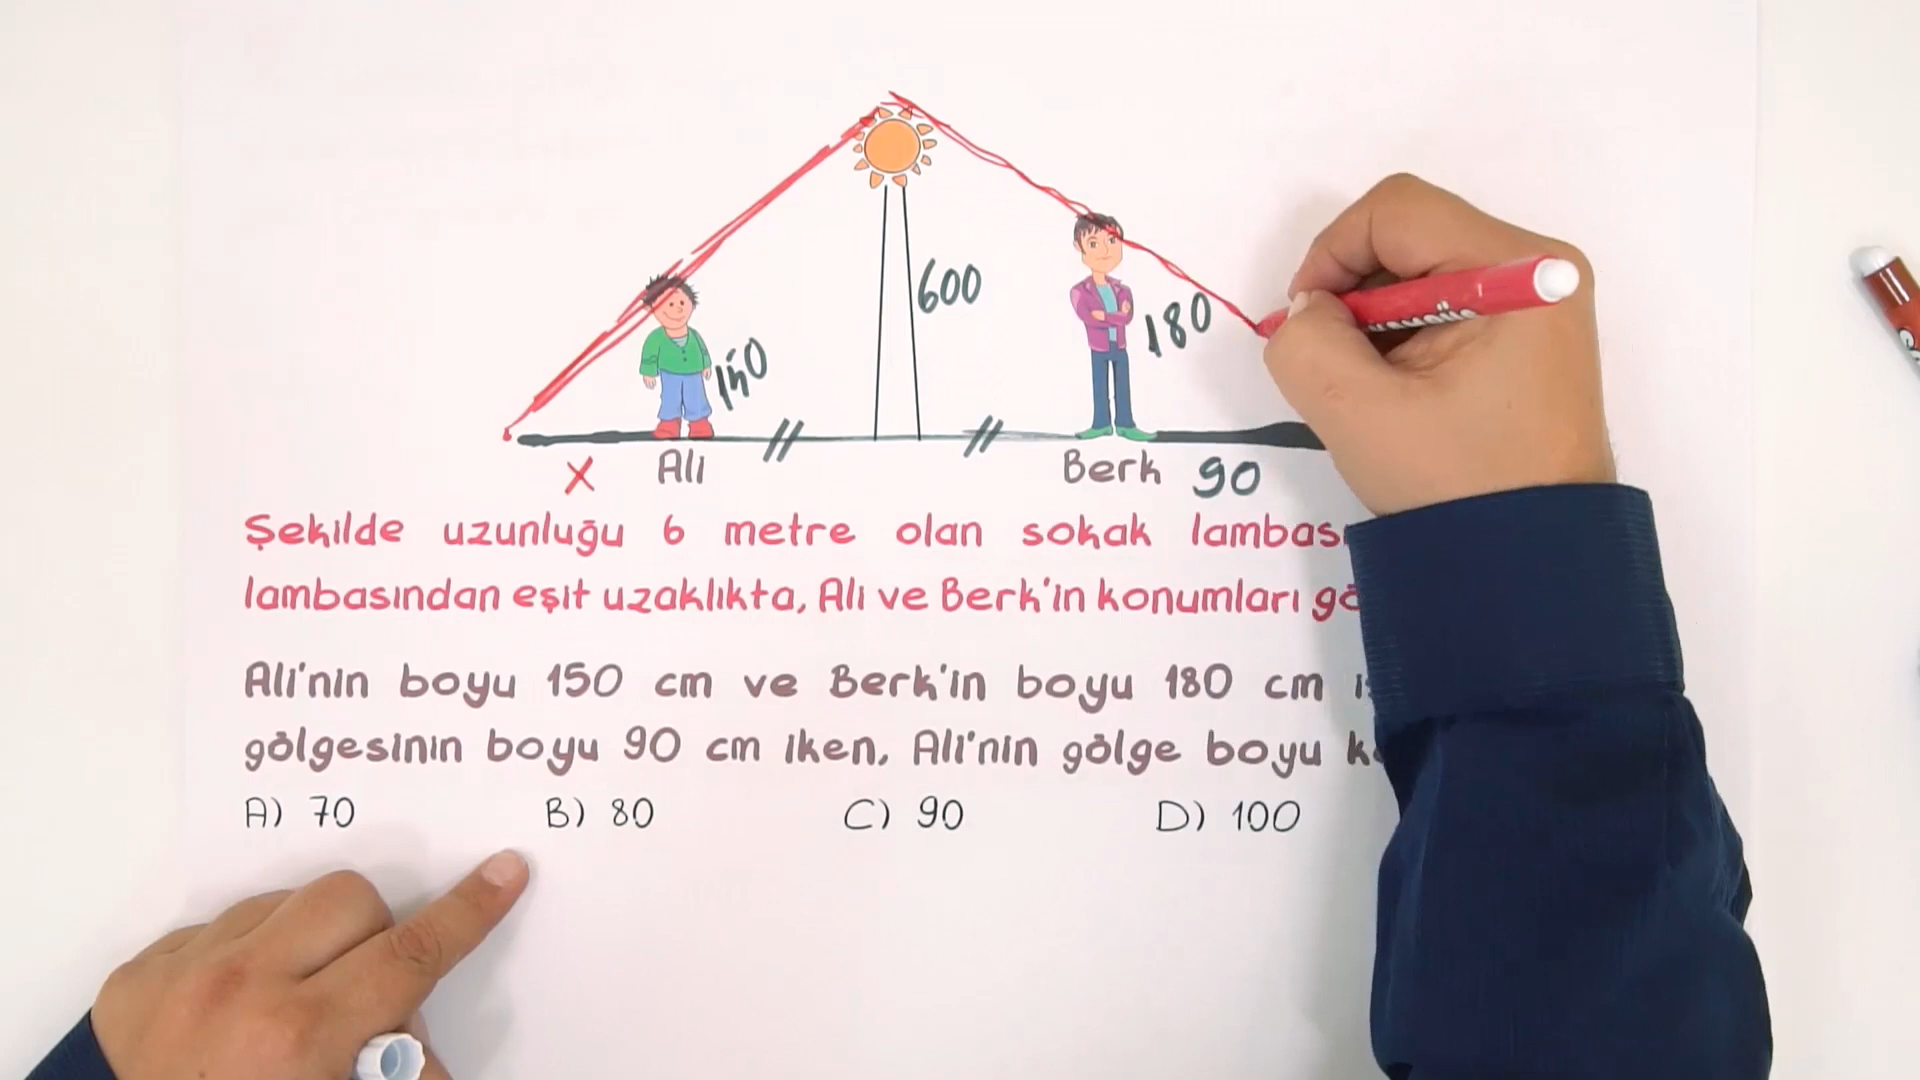 600
180
150
x Ali Berk 90
Şekilde uzunluğu 6 metre olan sokak
lambasından eşit uzaklıkta, Ali ve Berk'in konumları
Ali'nin boyu 150 cm ve Berk'in boyu 180 cm
gölgesinin boyu 90 cm iken, Ali'nin gölge boyu
A) 70 B) 80 C) 90 D) 100